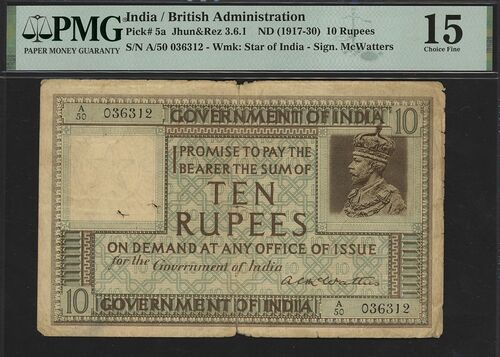 PMG
PAPER MONEY GUARANTY
India / British Administration
Pick# 5a Jhun&Rez 3.6.1 ND (1917-30) 10 Rupees
S/N A/50 036312 - Wmk: Star of India - Sign. McWatters
15
Choice Fine
A/50 036312
GOVERNMENT OF INDIA
10
I PROMISE TO PAY THE
BEARER THE SUM OF
TEN
RUPEES
ON DEMAND AT ANY OFFICE OF ISSUE
for the Government of India
A C McWatters
10
GOVERNMENT OF INDIA
A/50 036312